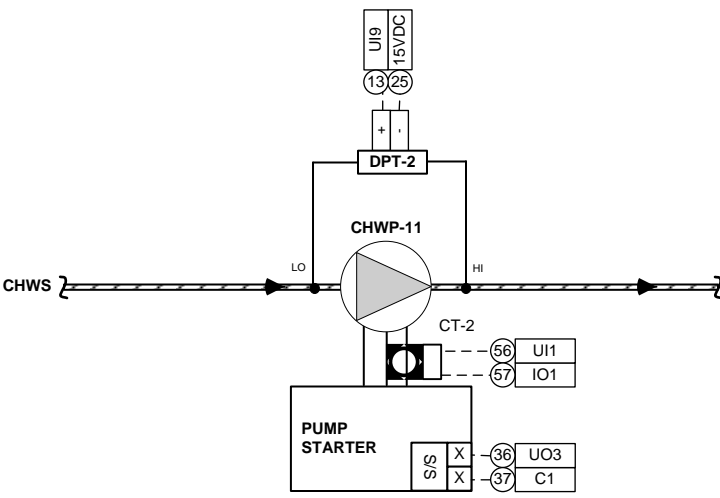 UI9
15VDC
13
25
+
-
DPT-2
CHWP-11
LO
HI
CHWS
CT-2
56
UI1
57
IO1
PUMP
STARTER
S/S
X
36
UO3
X
37
C1